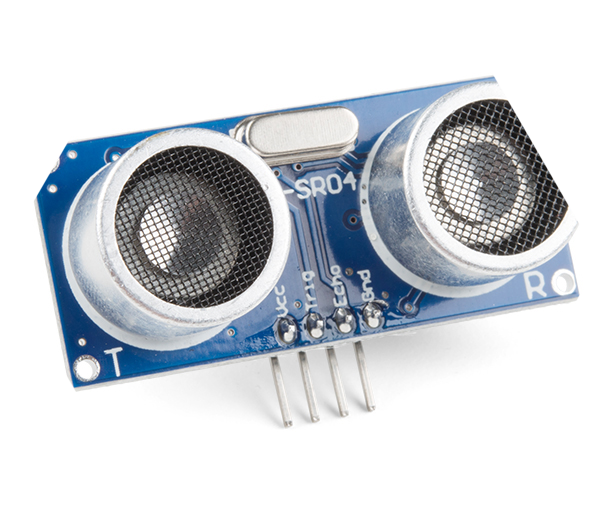 -SR04
Vcc
Trig
Echo
Gnd
T
R